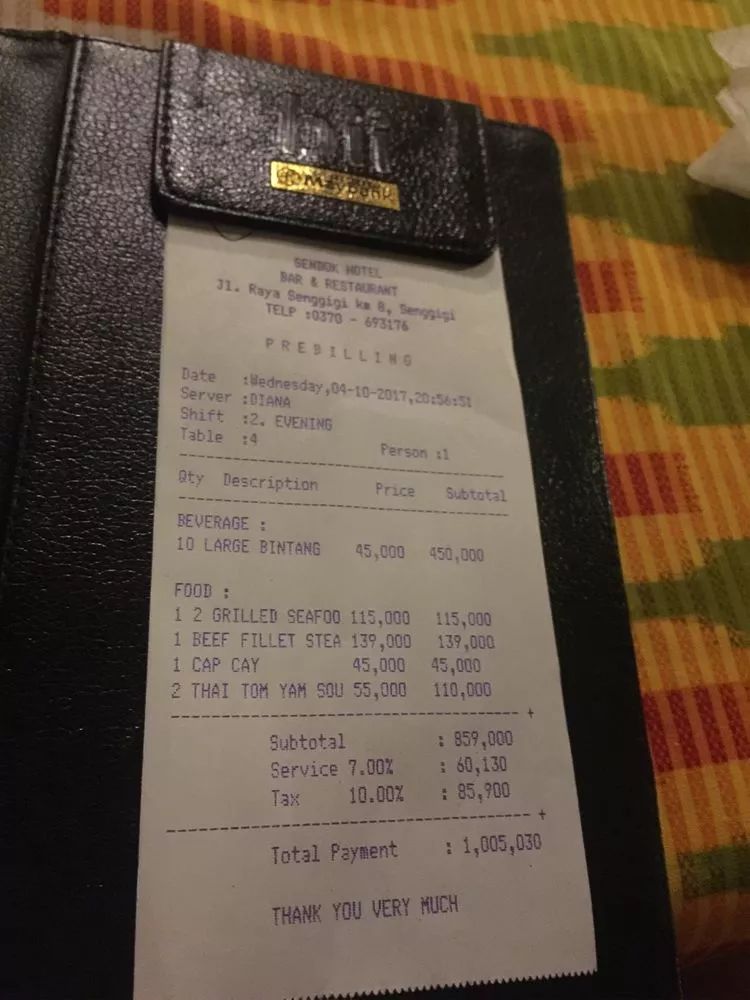 bii
Maybank
SENDOK HOTEL
BAR & RESTAURANT
Jl. Raya Senggigi km 8, Senggigi
TELP :0370 - 693176
PREBILLING
Date :Wednesday,04-10-2017,20:56:51
Server :DIANA
Shift :2. EVENING
Table :4 Person :1
Qty Description Price Subtotal
BEVERAGE :
10 LARGE BINTANG 45,000 450,000
FOOD :
1 2 GRILLED SEAFOO 115,000 115,000
1 BEEF FILLET STEA 139,000 139,000
1 CAP CAY 45,000 45,000
2 THAI TOM YAM SOU 55,000 110,000
Subtotal : 859,000
Service 7.00% : 60,130
Tax 10.00% : 85,900
Total Payment : 1,005,030
THANK YOU VERY MUCH